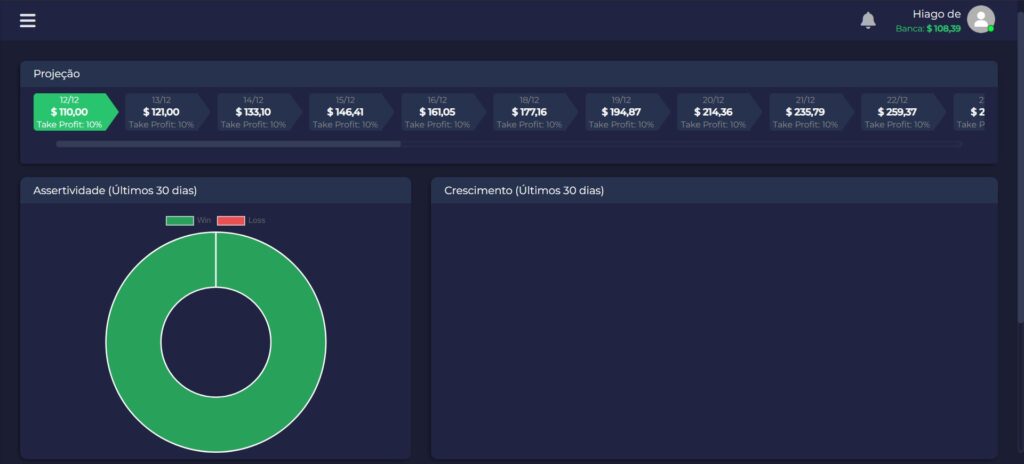 Hiago de
Banca: $ 108,39
Projeção
12/12
$ 110,00
Take Profit: 10%
13/12
$ 121,00
Take Profit: 10%
14/12
$ 133,10
Take Profit: 10%
15/12
$ 146,41
Take Profit: 10%
16/12
$ 161,05
Take Profit: 10%
18/12
$ 177,16
Take Profit: 10%
19/12
$ 194,87
Take Profit: 10%
20/12
$ 214,36
Take Profit: 10%
21/12
$ 235,79
Take Profit: 10%
22/12
$ 259,37
Take Profit: 10%
2
$ 2
Take P
Assertividade (Últimos 30 dias)
Win
Loss
Crescimento (Últimos 30 dias)